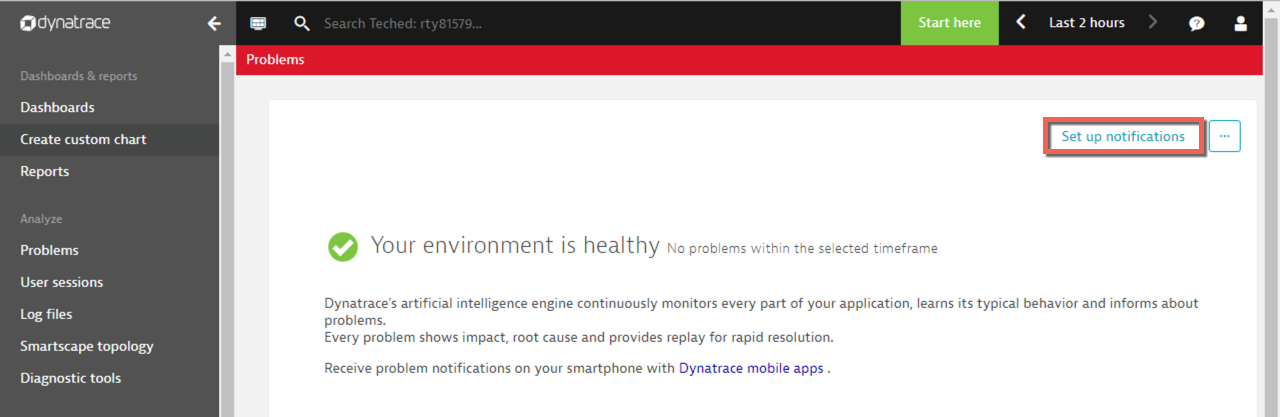 dynatrace
Search Teched: rty81579...
Start here
Last 2 hours
Problems
Dashboards & reports
Dashboards
Create custom chart
Reports
Analyze
Problems
User sessions
Log files
Smartscape topology
Diagnostic tools
Set up notifications
...
Your environment is healthy No problems within the selected timeframe
Dynatrace's artificial intelligence engine continuously monitors every part of your application, learns its typical behavior and informs about
problems.
Every problem shows impact, root cause and provides replay for rapid resolution.
Receive problem notifications on your smartphone with Dynatrace mobile apps .